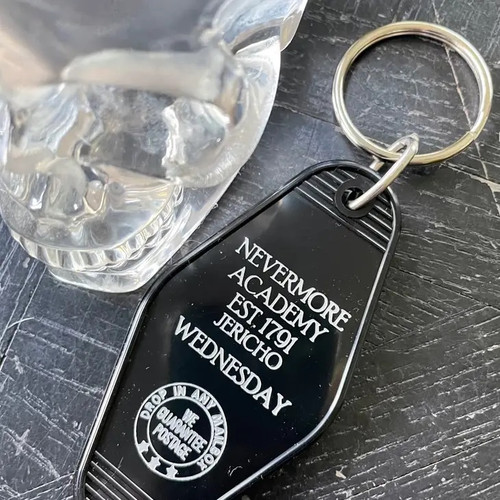 NEVERMORE
ACADEMY
EST. 1791
JERICHO
WEDNESDAY
DROP IN ANY MAILBOX
WE
GUARANTEE
POSTAGE